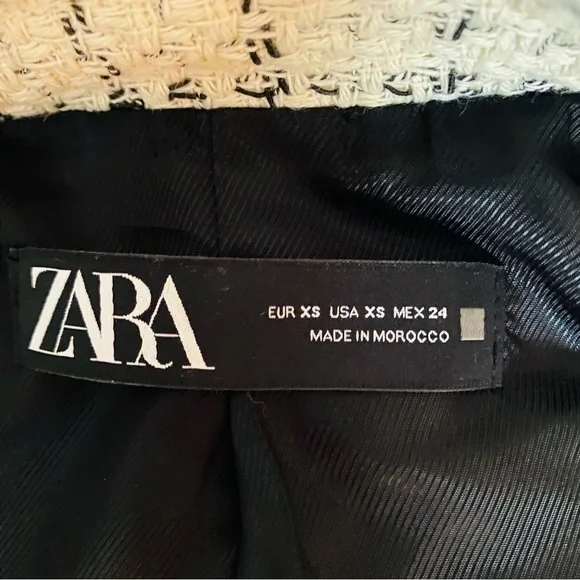 ZARA
EUR XS USA XS MEX 24
MADE IN MOROCCO